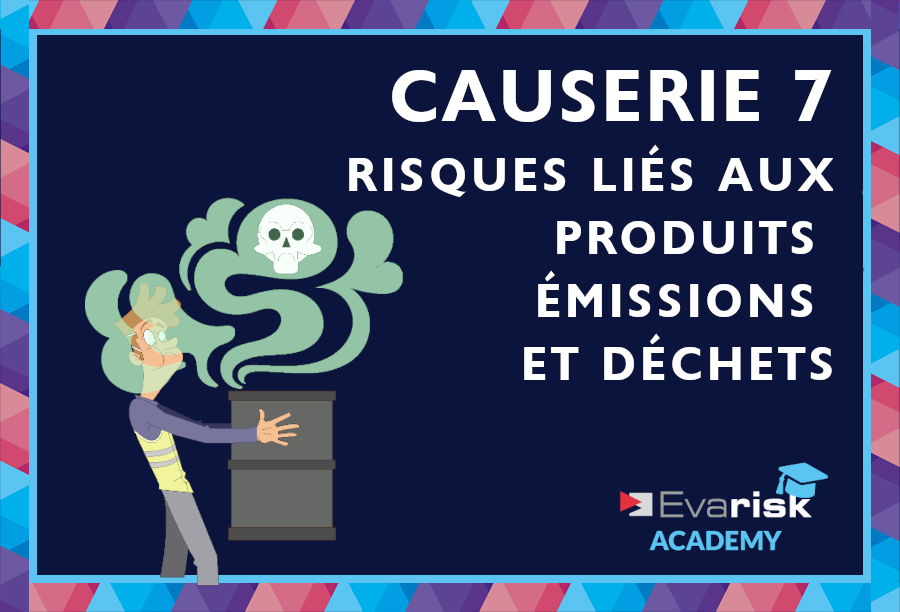 CAUSERIE 7
RISQUES LIÉS AUX
PRODUITS
ÉMISSIONS
ET DÉCHETS
Evarisk
ACADEMY